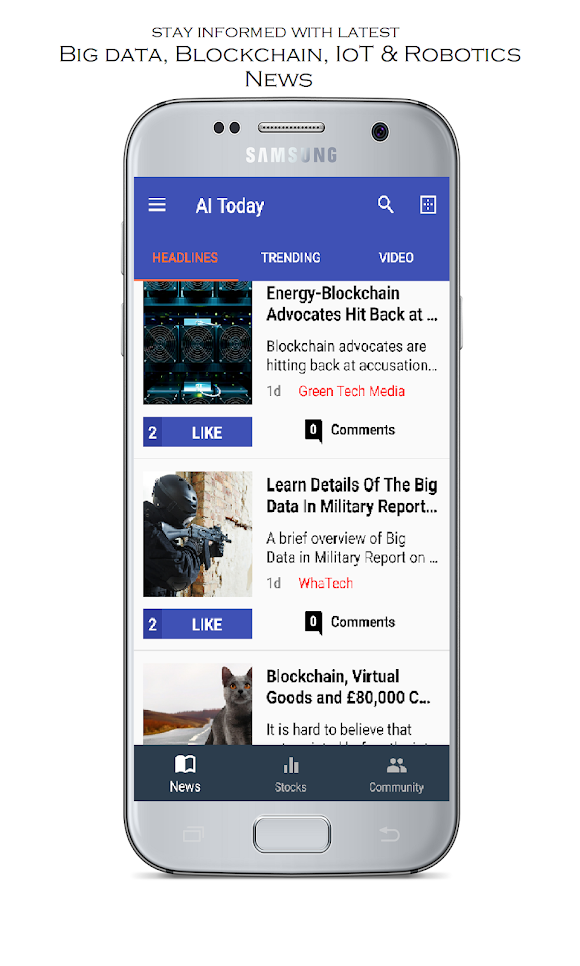 STAY INFORMED WITH LATEST
BIG DATA, BLOCKCHAIN, IOT & ROBOTICS
NEWS
SAMSUNG
AI Today
HEADLINES TRENDING VIDEO
Energy-Blockchain
Advocates Hit Back at ...
Blockchain advocates are
hitting back at accusation...
1d Green Tech Media
2 LIKE 0 Comments
Learn Details Of The Big
Data In Military Report...
A brief overview of Big
Data in Military Report on ...
1d WhaTech
2 LIKE 0 Comments
Blockchain, Virtual
Goods and £80,000 C...
It is hard to believe that
News Stocks Community